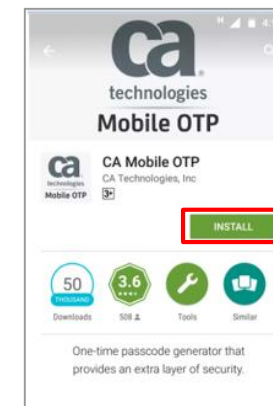 H 4:
ca
technologies
Mobile OTP
ca
technologies
Mobile OTP
CA Mobile OTP
CA Technologies, Inc
3+
INSTALL
50
THOUSAND
Downloads
3.6
508
Tools
Similar
One-time passcode generator that
provides an extra layer of security.